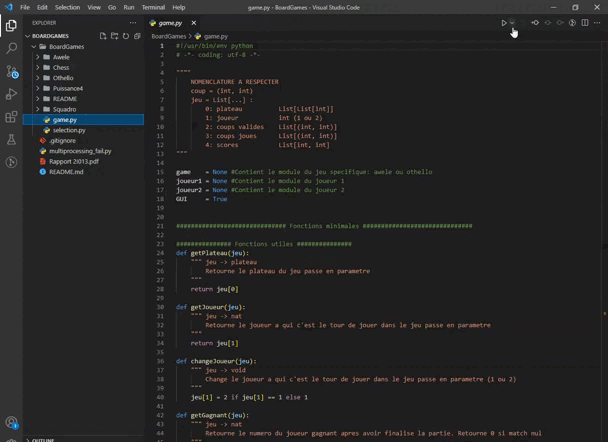 File Edit Selection View Go Run Terminal Help game.py - BoardGames - Visual Studio Code
EXPLORER
BOARDGAMES
BoardGames
Awele
Chess
Othello
Puissance4
README
Squadro
game.py
selection.py
.gitignore
multiprocessing_fail.py
Rapport 2I013.pdf
README.md
OUTLINE
game.py
BoardGames > game.py
1 #!/usr/bin/env python
2 # -*- coding: utf-8 -*-
3
4 """
5 NOMENCLATURE A RESPECTER
6 coup = (int, int)
7 jeu = List[...] :
8 0: plateau List[List[int]]
9 1: joueur int (1 ou 2)
10 2: coups valides List[(int, int)]
11 3: coups joues List[(int, int)]
12 4: scores List[int, int]
13 """
14
15 game = None #Contient le module du jeu specifique: awele ou othello
16 joueur1 = None #Contient le module du joueur 1
17 joueur2 = None #Contient le module du joueur 2
18 GUI = True
19
20
21 ############################## Fonctions minimales ##############################
22
23 ############### Fonctions utiles ###############
24 def getPlateau(jeu):
25 """ jeu -> plateau
26 Retourne le plateau du jeu passe en parametre
27 """
28 return jeu[0]
29
30 def getJoueur(jeu):
31 """ jeu -> nat
32 Retourne le joueur a qui c'est le tour de jouer dans le jeu passe en parametre
33 """
34 return jeu[1]
35
36 def changeJoueur(jeu):
37 """ jeu -> void
38 Change le joueur a qui c'est le tour de jouer dans le jeu passe en parametre (1 ou 2)
39 """
40 jeu[1] = 2 if jeu[1] == 1 else 1
41
42 def getGagnant(jeu):
43 """ jeu -> nat
44 Retourne le numero du joueur gagnant apres avoir finalise la partie. Retourne 0 si match nul
45 """